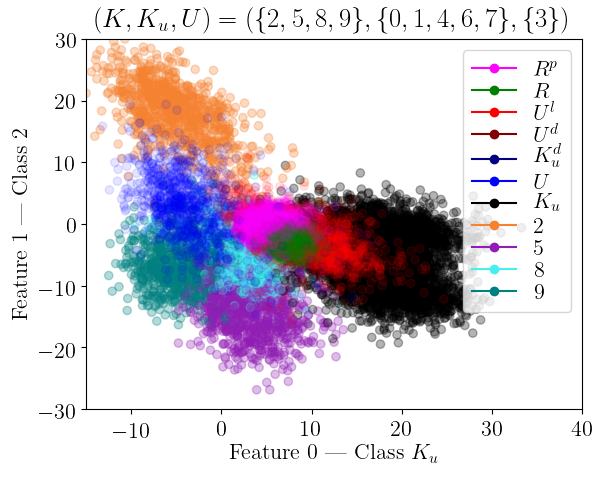 (K, K_u, U) = ({2, 5, 8, 9}, {0, 1, 4, 6, 7}, {3})
30
20
10
0
−10
−20
−30
Feature 1 — Class 2
R^p
R
U^l
U^d
K_u^d
U
K_u
2
5
8
9
−10
0
10
20
30
40
Feature 0 — Class K_u